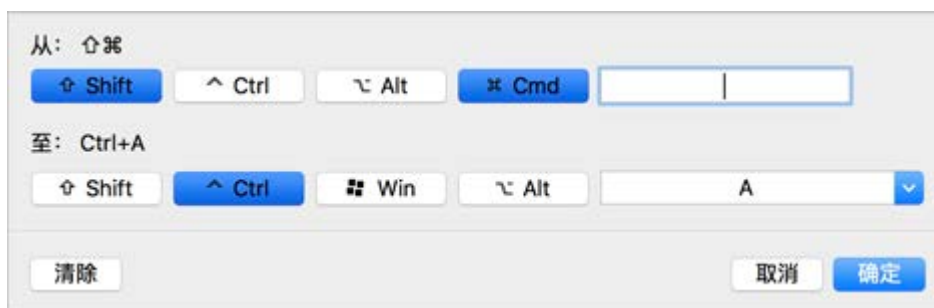 从: ⇧⌘
⇧ Shift ^ Ctrl ⌥ Alt ⌘ Cmd
至: Ctrl+A
⇧ Shift ^ Ctrl Win ⌥ Alt A
清除 取消 确定